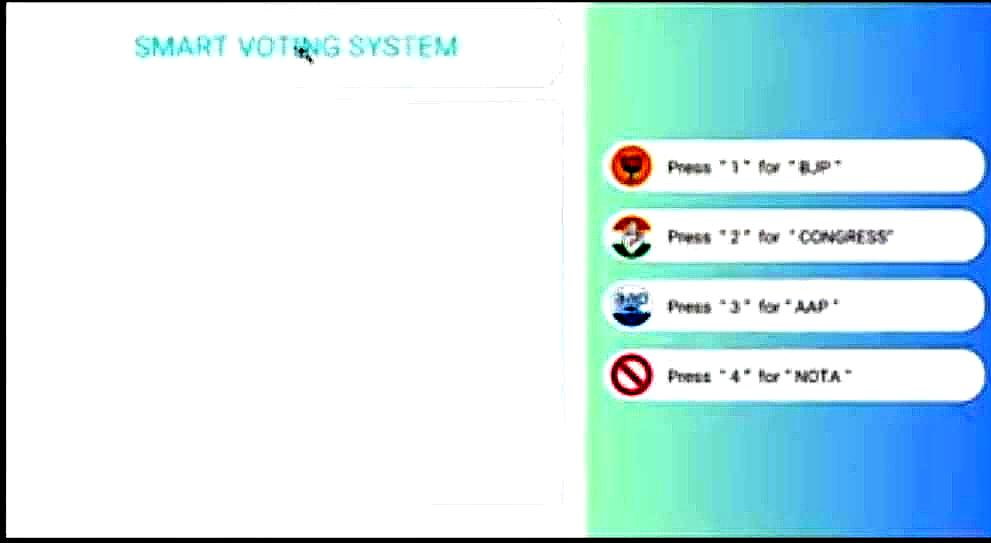 SMART VOTING SYSTEM
Press "1" for "BJP"
Press "2" for "CONGRESS"
Press "3" for "AAP"
Press "4" for "NOTA"